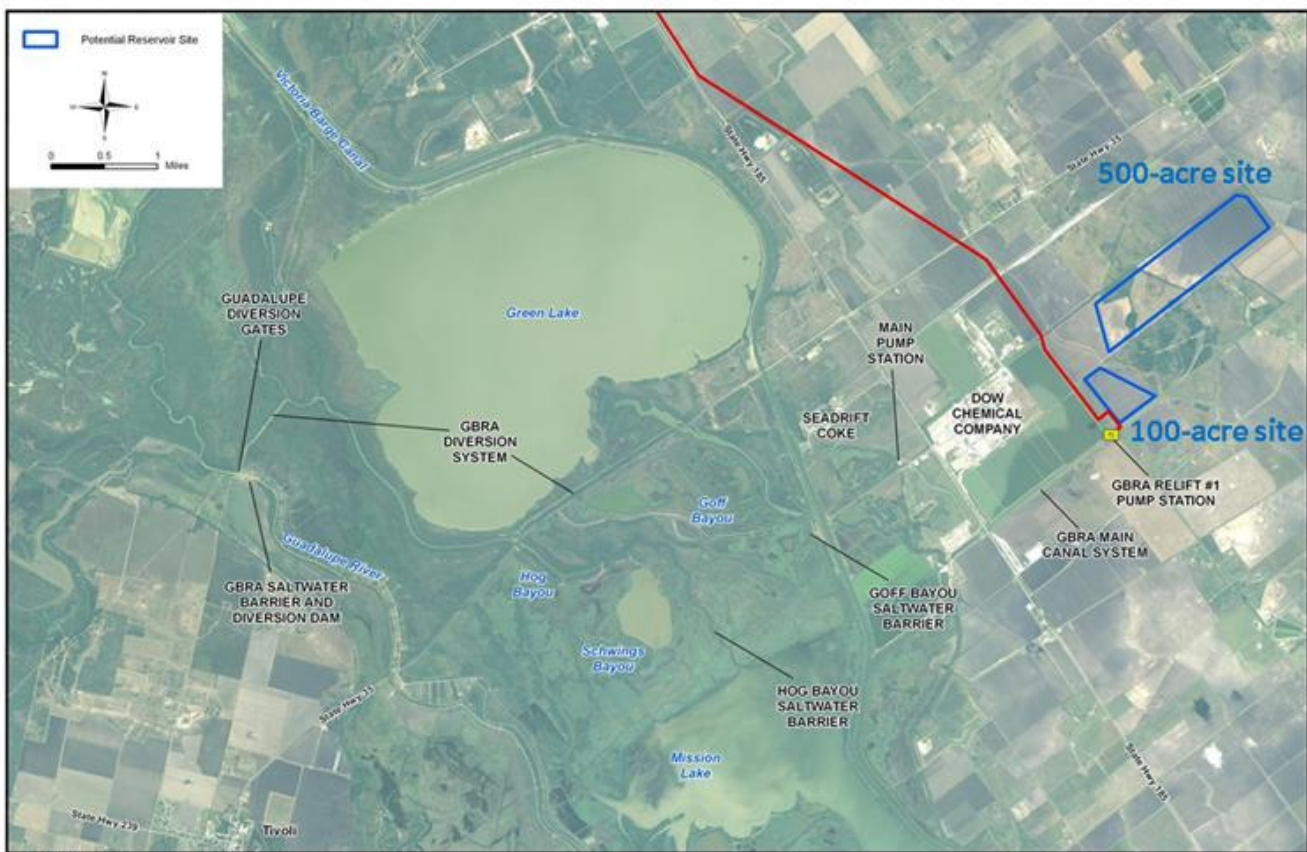 Potential Reservoir Site
N
W
E
S
0
0.5
1
Miles
Victoria Barge Canal
State Hwy 185
State Hwy 35
500-acre site
GUADALUPE
DIVERSION
GATES
Green Lake
MAIN
PUMP
STATION
GBRA
DIVERSION
SYSTEM
SEADRIFT
COKE
DOW
CHEMICAL
COMPANY
100-acre site
GBRA RELIFT #1
PUMP STATION
Goff
Bayou
GBRA MAIN
CANAL SYSTEM
Guadalupe River
GBRA SALTWATER
BARRIER AND
DIVERSION DAM
Hog
Bayou
GOFF BAYOU
SALTWATER
BARRIER
Schwings
Bayou
HOG BAYOU
SALTWATER
BARRIER
State Hwy 35
Mission
Lake
State Hwy 185
State Hwy 239
Tivoli